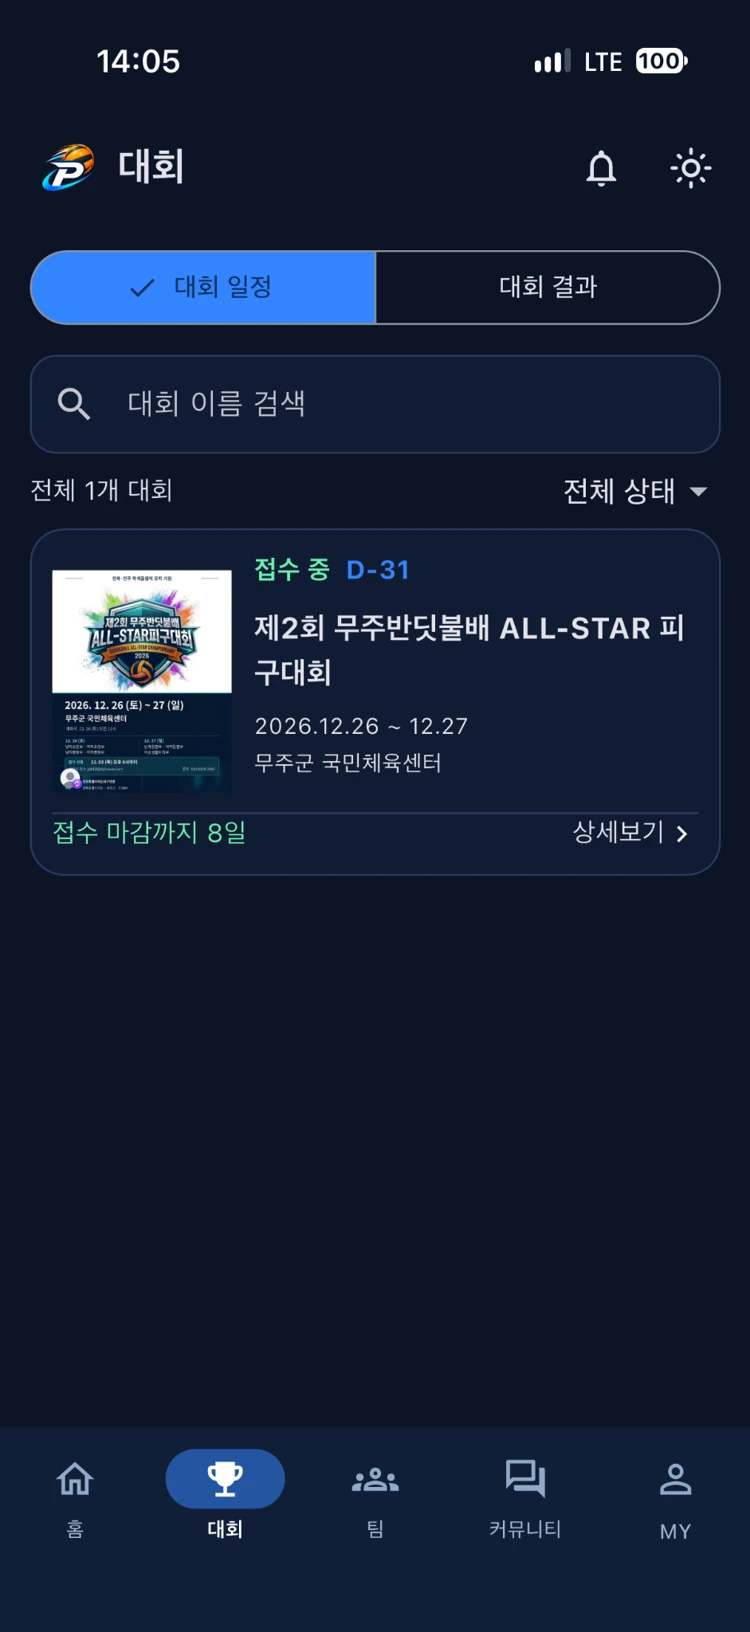 14:05
LTE 100
P 대회
대회 일정
대회 결과
대회 이름 검색
전체 1개 대회
전체 상태
접수 중 D-31
제2회 무주반딧불배 ALL-STAR 피
구대회
2026.12.26 ~ 12.27
무주군 국민체육센터
제2회 무주반딧불배
ALL-STAR피구대회
2026
2026. 12. 26 (토) ~ 27 (일)
무주군 국민체육센터
접수 마감까지 8일
상세보기
홈
대회
팀
커뮤니티
MY